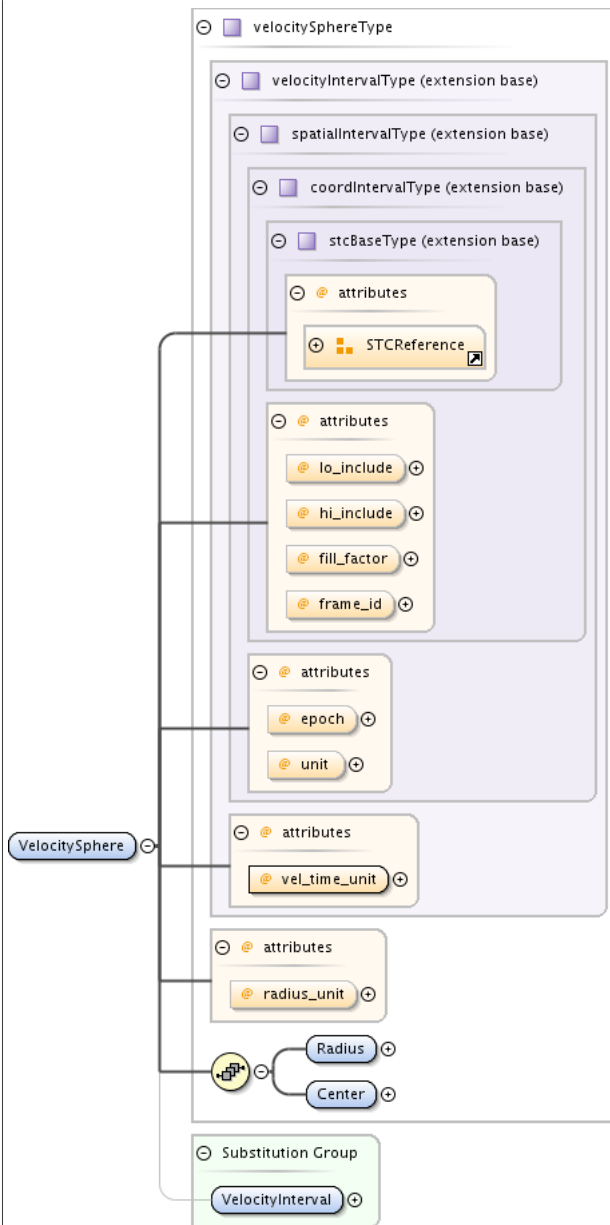 velocitySphereType
velocityIntervalType (extension base)
spatialIntervalType (extension base)
coordIntervalType (extension base)
stcBaseType (extension base)
@ attributes
STCReference
@ attributes
@ lo_include
@ hi_include
@ fill_factor
@ frame_id
@ attributes
@ epoch
@ unit
VelocitySphere
@ attributes
@ vel_time_unit
@ attributes
@ radius_unit
Radius
Center
Substitution Group
VelocityInterval